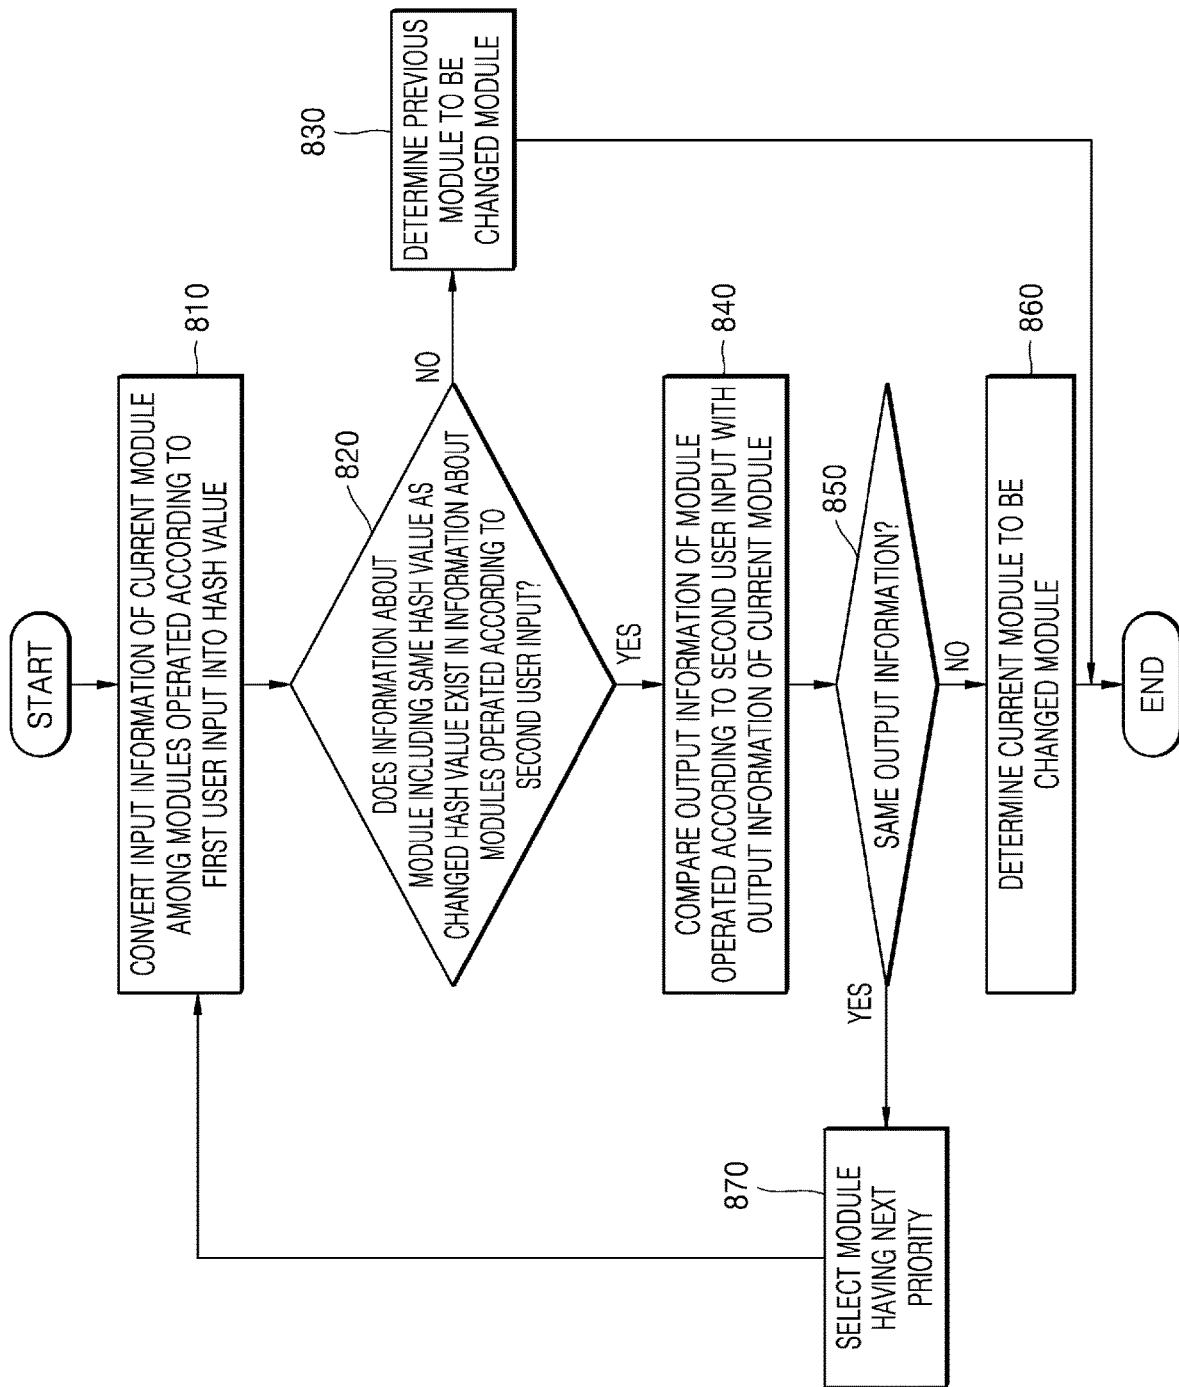 START
810
CONVERT INPUT INFORMATION OF CURRENT MODULE
AMONG MODULES OPERATED ACCORDING TO
FIRST USER INPUT INTO HASH VALUE
820
DOES INFORMATION ABOUT
MODULE INCLUDING SAME HASH VALUE AS
CHANGED HASH VALUE EXIST IN INFORMATION ABOUT
MODULES OPERATED ACCORDING TO
SECOND USER INPUT?
NO
830
DETERMINE PREVIOUS
MODULE TO BE
CHANGED MODULE
YES
840
COMPARE OUTPUT INFORMATION OF MODULE
OPERATED ACCORDING TO SECOND USER INPUT WITH
OUTPUT INFORMATION OF CURRENT MODULE
850
SAME OUTPUT INFORMATION?
YES
870
SELECT MODULE
HAVING NEXT
PRIORITY
NO
860
DETERMINE CURRENT MODULE TO BE
CHANGED MODULE
END